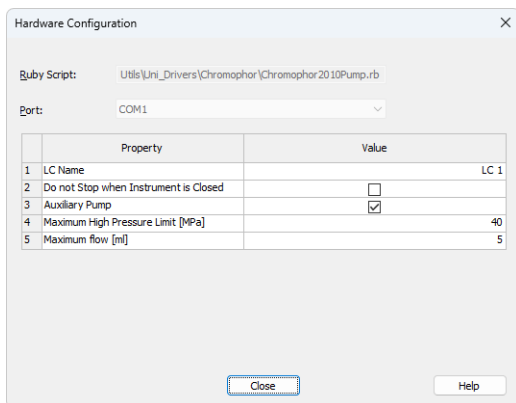 Hardware Configuration
Ruby Script: Utils\Uni_Drivers\Chromophor\Chromophor2010Pump.rb
Port: COM1
Property Value
1 LC Name LC 1
2 Do not Stop when Instrument is Closed
3 Auxiliary Pump
4 Maximum High Pressure Limit [MPa] 40
5 Maximum flow [ml] 5
Close Help